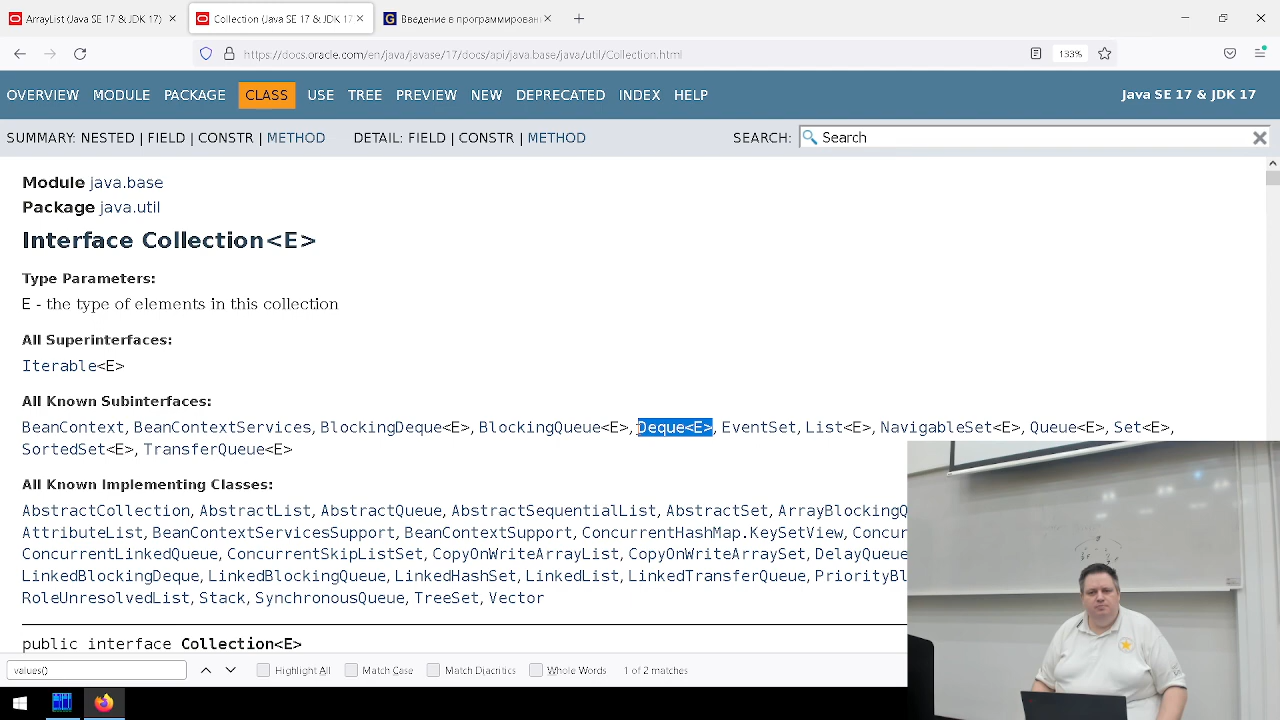 ArrayList (Java SE 17 & JDK 17)
Collection (Java SE 17 & JDK 17
Введение в программирован
https://docs.oracle.com/en/java/javase/17/docs/api/java.base/java/util/Collection.html
133%
OVERVIEW MODULE PACKAGE CLASS USE TREE PREVIEW NEW DEPRECATED INDEX HELP
Java SE 17 & JDK 17
SUMMARY: NESTED | FIELD | CONSTR | METHOD DETAIL: FIELD | CONSTR | METHOD
SEARCH: Search
Module java.base
Package java.util
Interface Collection<E>
Type Parameters:
E - the type of elements in this collection
All Superinterfaces:
Iterable<E>
All Known Subinterfaces:
BeanContext, BeanContextServices, BlockingDeque<E>, BlockingQueue<E>, Deque<E>, EventSet, List<E>, NavigableSet<E>, Queue<E>, Set<E>,
SortedSet<E>, TransferQueue<E>
All Known Implementing Classes:
AbstractCollection, AbstractList, AbstractQueue, AbstractSequentialList, AbstractSet, ArrayBlockingQ
AttributeList, BeanContextServicesSupport, BeanContextSupport, ConcurrentHashMap.KeySetView, Concur
ConcurrentLinkedQueue, ConcurrentSkipListSet, CopyOnWriteArrayList, CopyOnWriteArraySet, DelayQueue
LinkedBlockingDeque, LinkedBlockingQueue, LinkedHashSet, LinkedList, LinkedTransferQueue, PriorityBl
RoleUnresolvedList, Stack, SynchronousQueue, TreeSet, Vector
public interface Collection<E>
values()
Highlight All Match Case Match Diacritics Whole Words 1 of 2 matches